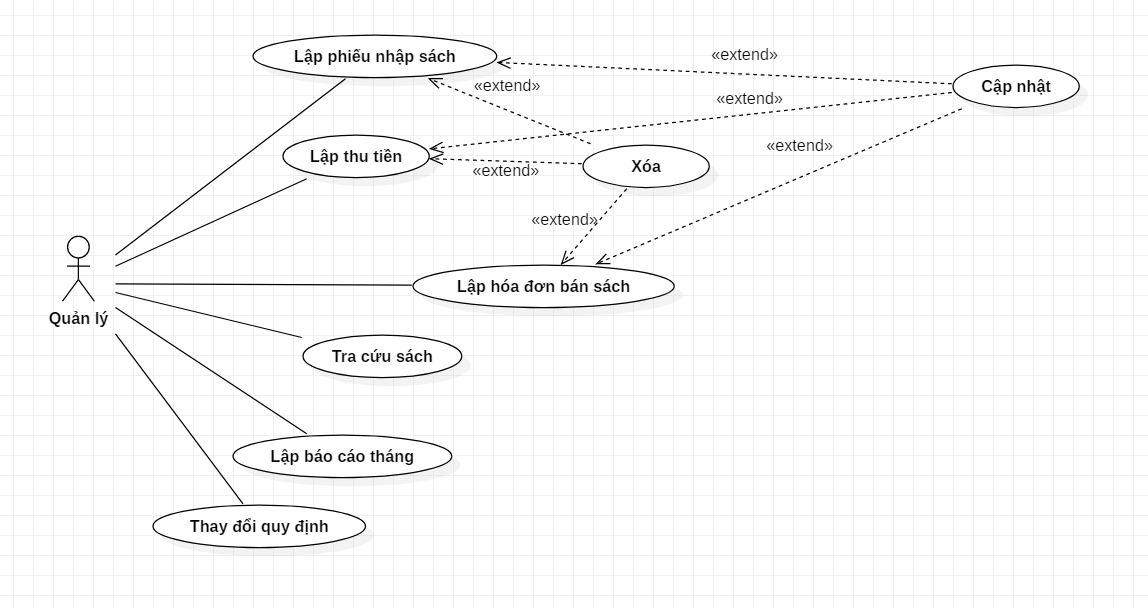 Lập phiếu nhập sách
«extend»
Cập nhật
«extend»
«extend»
«extend»
Lập thu tiền
Xóa
«extend»
«extend»
Lập hóa đơn bán sách
Quản lý
Tra cứu sách
Lập báo cáo tháng
Thay đổi quy định